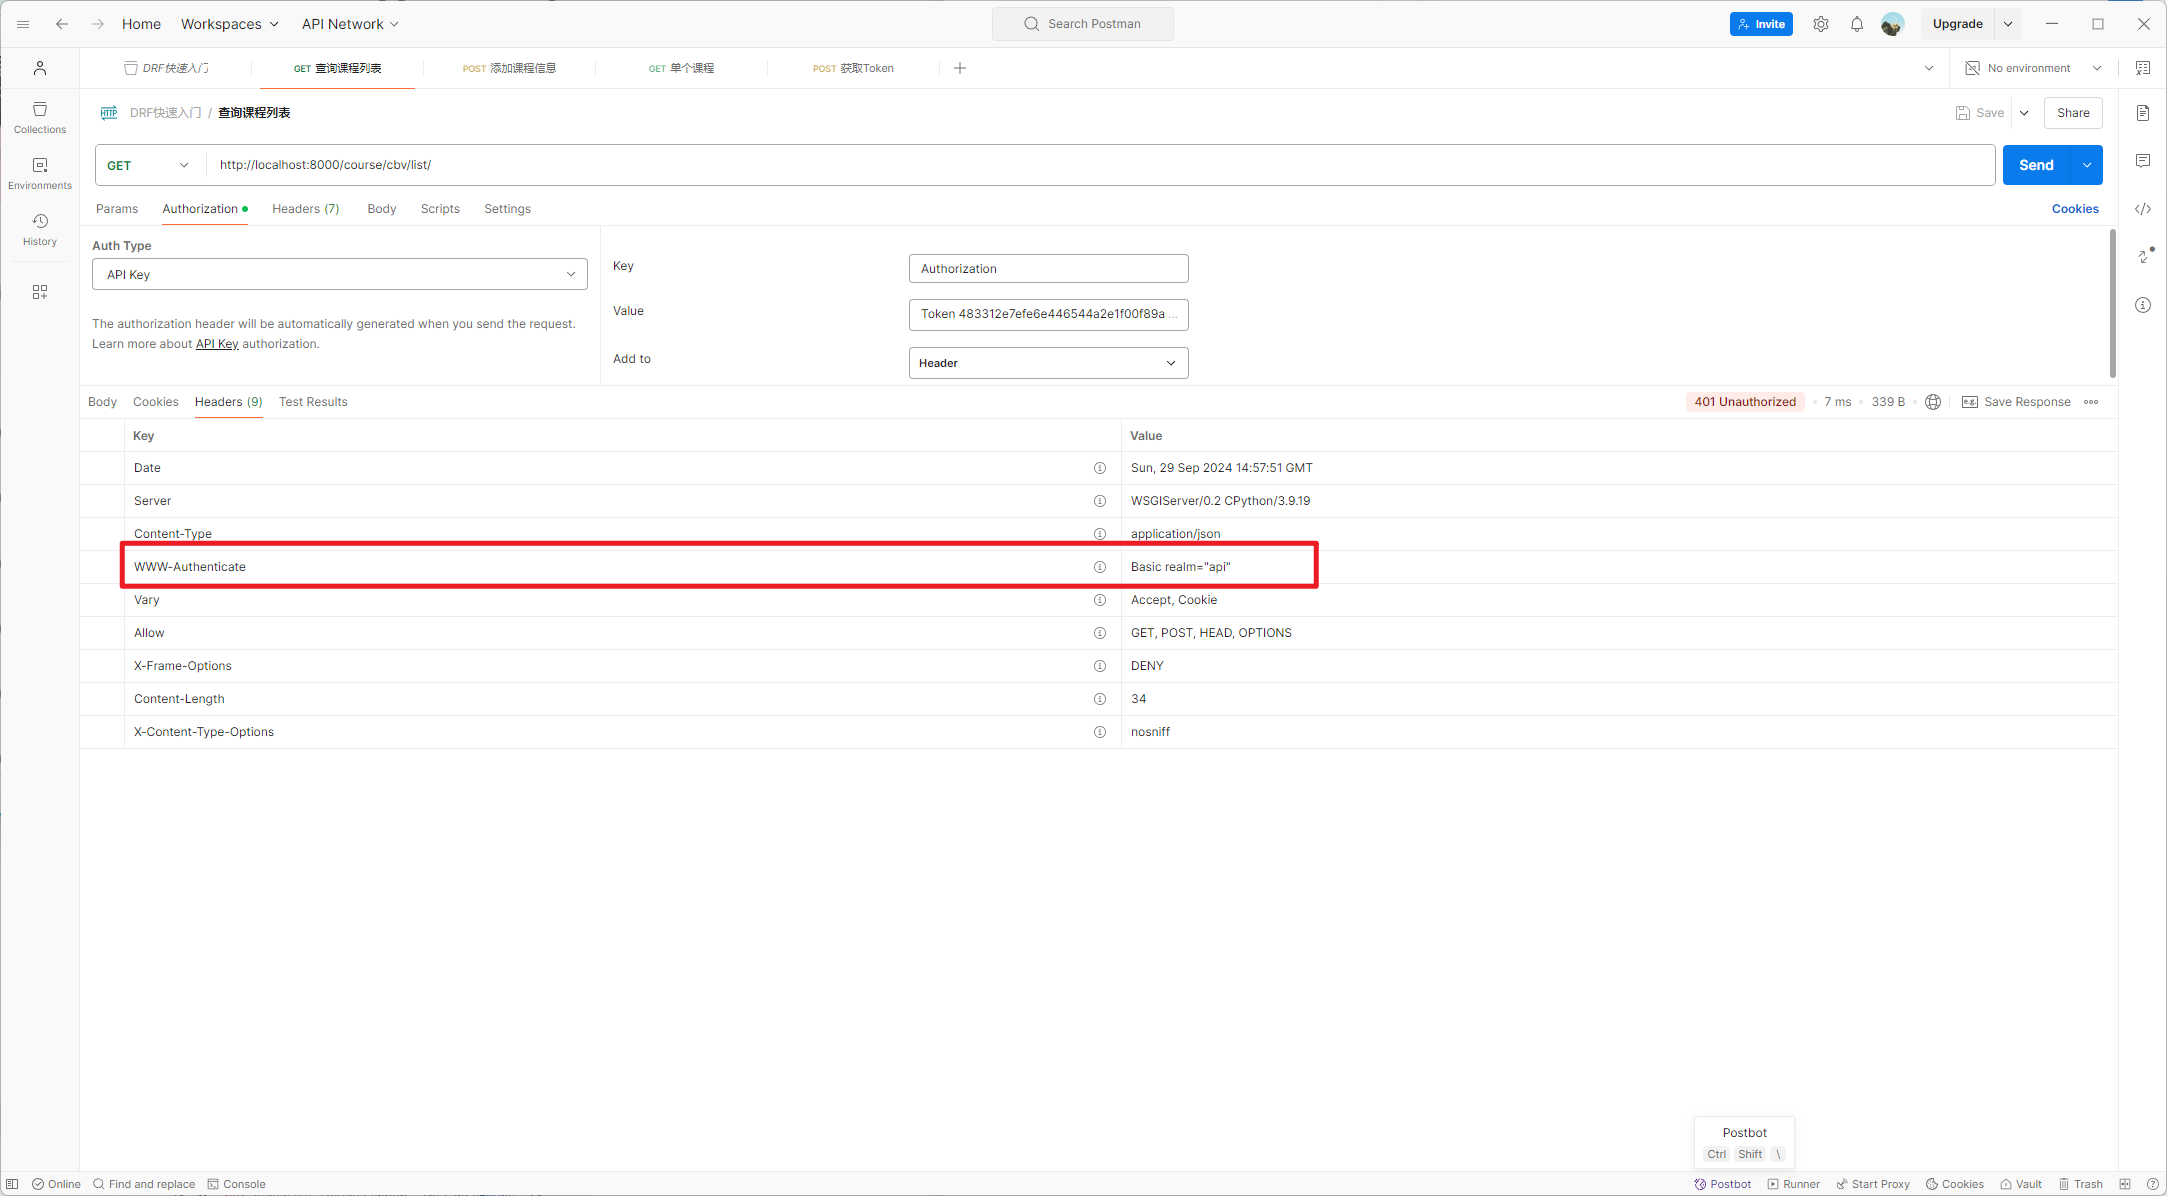 Home Workspaces API Network Search Postman Invite Upgrade
DRF快速入门 GET 查询课程列表 POST 添加课程信息 GET 单个课程 POST 获取Token No environment
HTTP DRF快速入门 / 查询课程列表 Save Share
GET http://localhost:8000/course/cbv/list/ Send
Params Authorization Headers (7) Body Scripts Settings Cookies
Collections
Environments
History
Auth Type
API Key
The authorization header will be automatically generated when you send the request.
Learn more about API Key authorization.
Key Authorization
Value Token 483312e7efe6e446544a2e1f00f89a ...
Add to Header
Body Cookies Headers (9) Test Results 401 Unauthorized 7 ms 339 B e.g. Save Response
Key Value
Date Sun, 29 Sep 2024 14:57:51 GMT
Server WSGIServer/0.2 CPython/3.9.19
Content-Type application/json
WWW-Authenticate Basic realm="api"
Vary Accept, Cookie
Allow GET, POST, HEAD, OPTIONS
X-Frame-Options DENY
Content-Length 34
X-Content-Type-Options nosniff
Postbot
Ctrl Shift \
Online Find and replace Console Postbot Runner Start Proxy Cookies Vault Trash